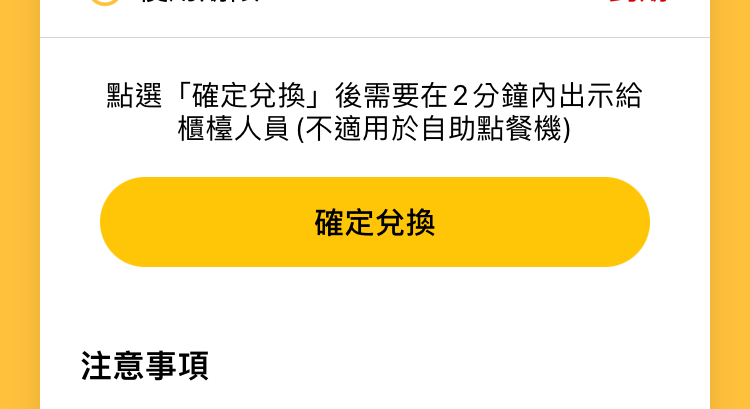 點選「確定兌換」後需要在2分鐘內出示給
櫃檯人員(不適用於自助點餐機)
確定兌換
注意事項